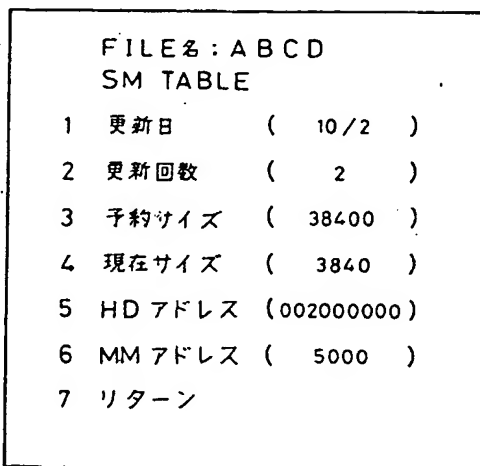 FILE名:ABCD
SM TABLE
1 更新日 ( 10/2 )
2 更新回数 ( 2 )
3 予約サイズ ( 38400 )
4 現在サイズ ( 3840 )
5 HDアドレス (002000000)
6 MMアドレス ( 5000 )
7 リターン